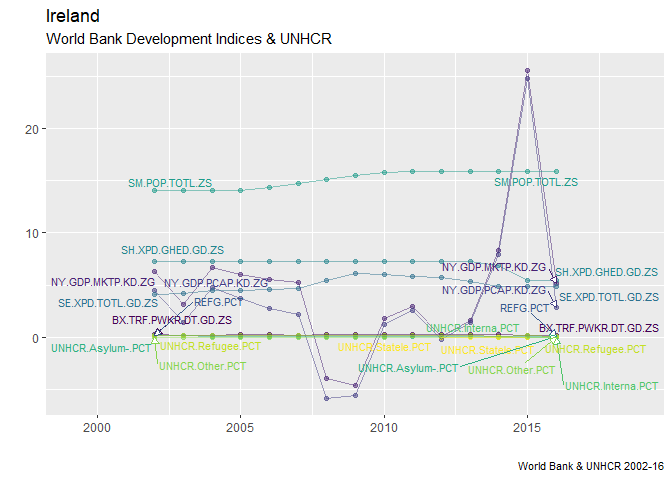 Ireland
World Bank Development Indices & UNHCR
20
10
0
SM.POP.TOTL.ZS
SM.POP.TOTL.ZS
SH.XPD.GHED.GD.ZS
NY.GDP.MKTP.KD.ZG
SH.XPD.GHED.GD.ZS
NY.GDP.MKTP.KD.ZG
NY.GDP.PCAP.KD.ZG
NY.GDP.PCAP.KD.ZG
SE.XPD.TOTL.GD.ZS
SE.XPD.TOTL.GD.ZS
REFG.PCT
REFG.PCT
BX.TRF.PWKR.DT.GD.ZS
UNHCR.Interna.PCT
BX.TRF.PWKR.DT.GD.ZS
UNHCR.Asylum-.PCT
UNHCR.Refugee.PCT
UNHCR.Statele.PCT
UNHCR.Statele.PCT
UNHCR.Refugee.PCT
UNHCR.Other.PCT
UNHCR.Asylum-.PCT
UNHCR.Other.PCT
UNHCR.Interna.PCT
2000
2005
2010
2015
World Bank & UNHCR 2002-16